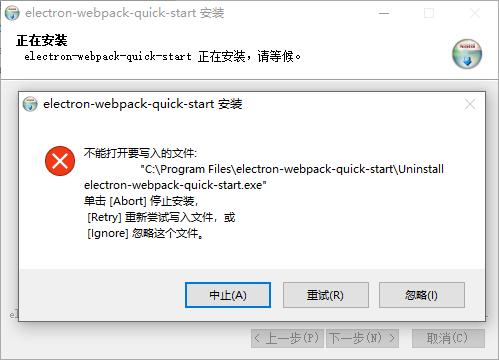 electron-webpack-quick-start 安装
正在安装
electron-webpack-quick-start 正在安装,请等候。
electron-webpack-quick-start 安装
不能打开要写入的文件:
"C:\Program Files\electron-webpack-quick-start\Uninstall
electron-webpack-quick-start.exe"
单击 [Abort] 停止安装,
[Retry] 重新尝试写入文件，或
[Ignore] 忽略这个文件。
中止(A)
重试(R)
忽略(I)
< 上一步(P)
下一步(N) >
取消(C)